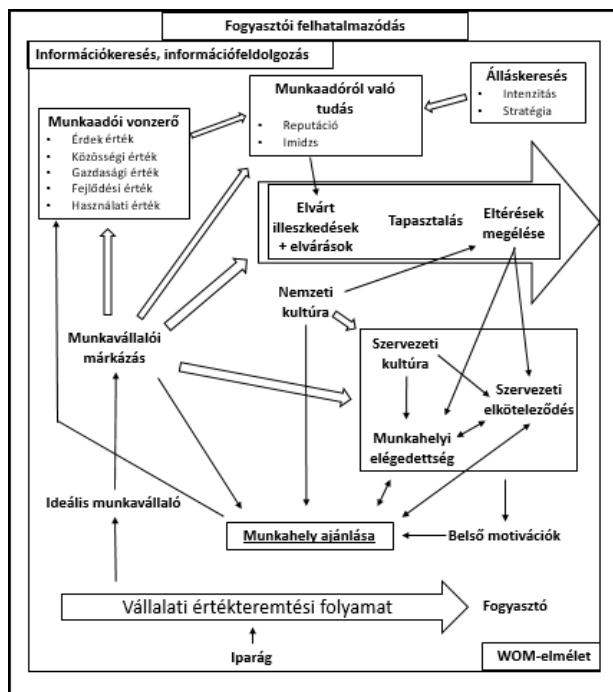 Fogyasztói felhatalmazódás
Információkeresés, információfeldolgozás
Munkaadói vonzerő
• Érdek érték
• Közösségi érték
• Gazdasági érték
• Fejlődési érték
• Használati érték
Munkaadóról való
tudás
• Reputáció
• Imidzs
Álláskeresés
• Intenzitás
• Stratégia
Elvárt
illeszkedések
+ elvárások
Tapasztalás
Eltérések
megélése
Nemzeti
kultúra
Munkavállalói
márkázás
Szervezeti
kultúra
Szervezeti
elköteleződés
Munkahelyi
elégedettség
Ideális munkavállaló
Munkahely ajánlása
Belső motivációk
Vállalati értékteremtési folyamat
Fogyasztó
Iparág
WOM-elmélet